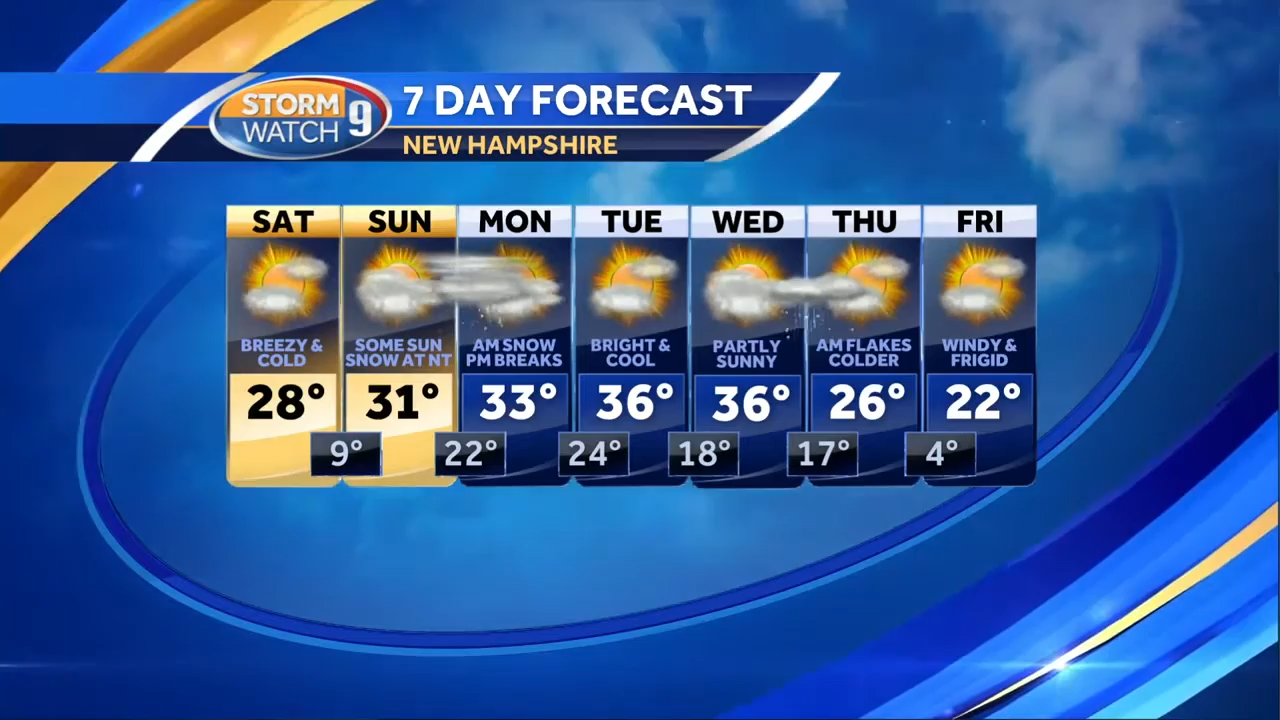 STORM
WATCH 9
7 DAY FORECAST
NEW HAMPSHIRE
SAT SUN MON TUE WED THU FRI
BREEZY & SOME SUN AM SNOW BRIGHT & PARTLY AM FLAKES WINDY &
COLD SNOW AT NT PM BREAKS COOL SUNNY COLDER FRIGID
28° 31° 33° 36° 36° 26° 22°
9° 22° 24° 18° 17° 4°